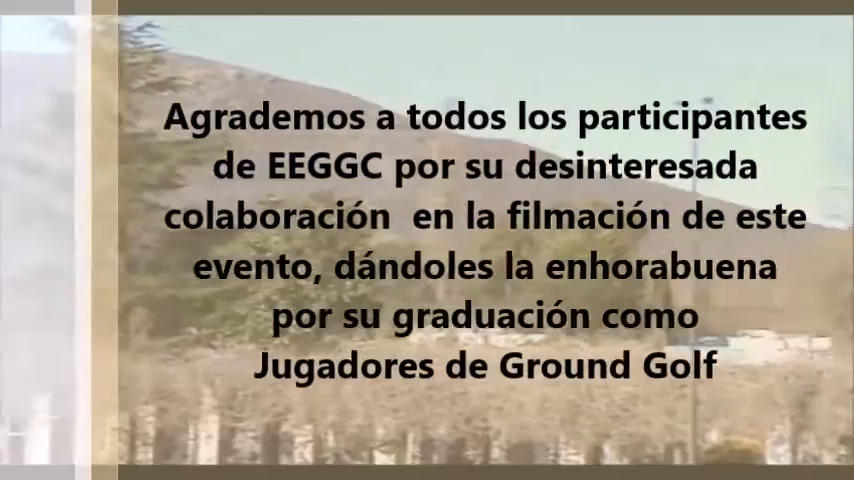 Agrademos a todos los participantes
de EEGGC por su desinteresada
colaboración  en la filmación de este
evento, dándoles la enhorabuena
por su graduación como
Jugadores de Ground Golf